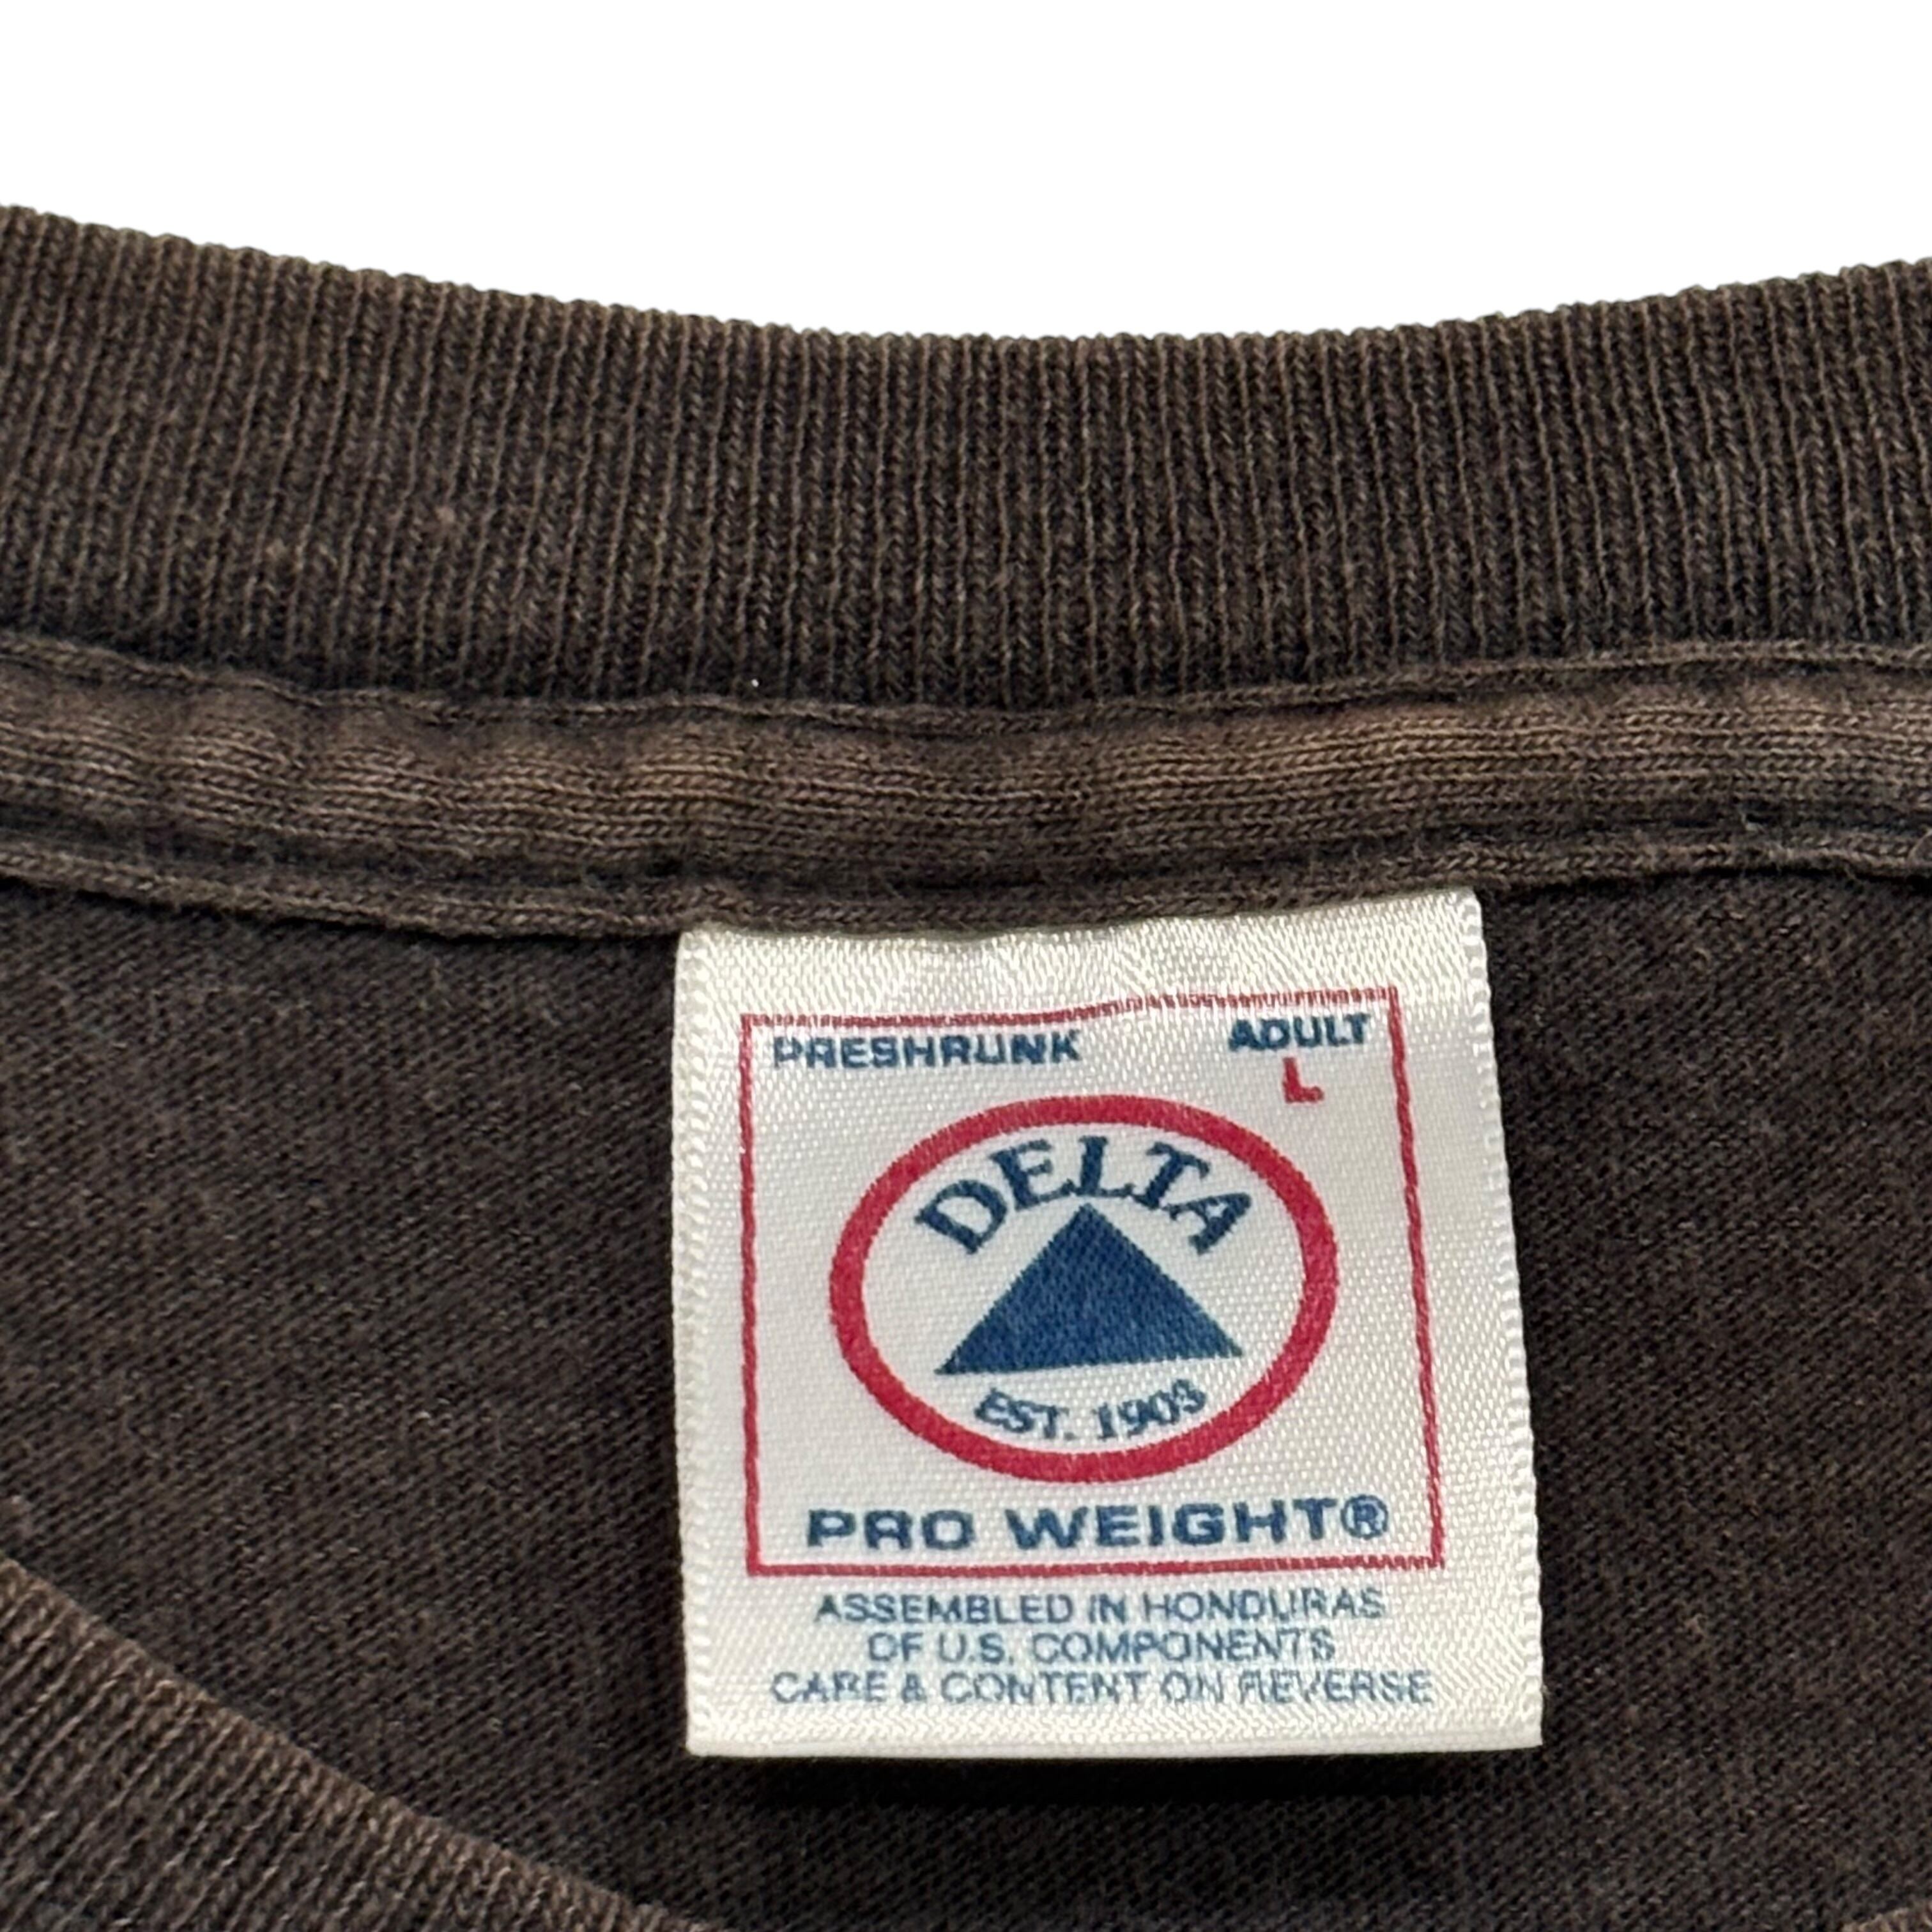 PRESHRUNK ADULT
L
DELTA
EST. 1903
PRO WEIGHT®
ASSEMBLED IN HONDURAS
OF U.S. COMPONENTS
CARE & CONTENT ON REVERSE